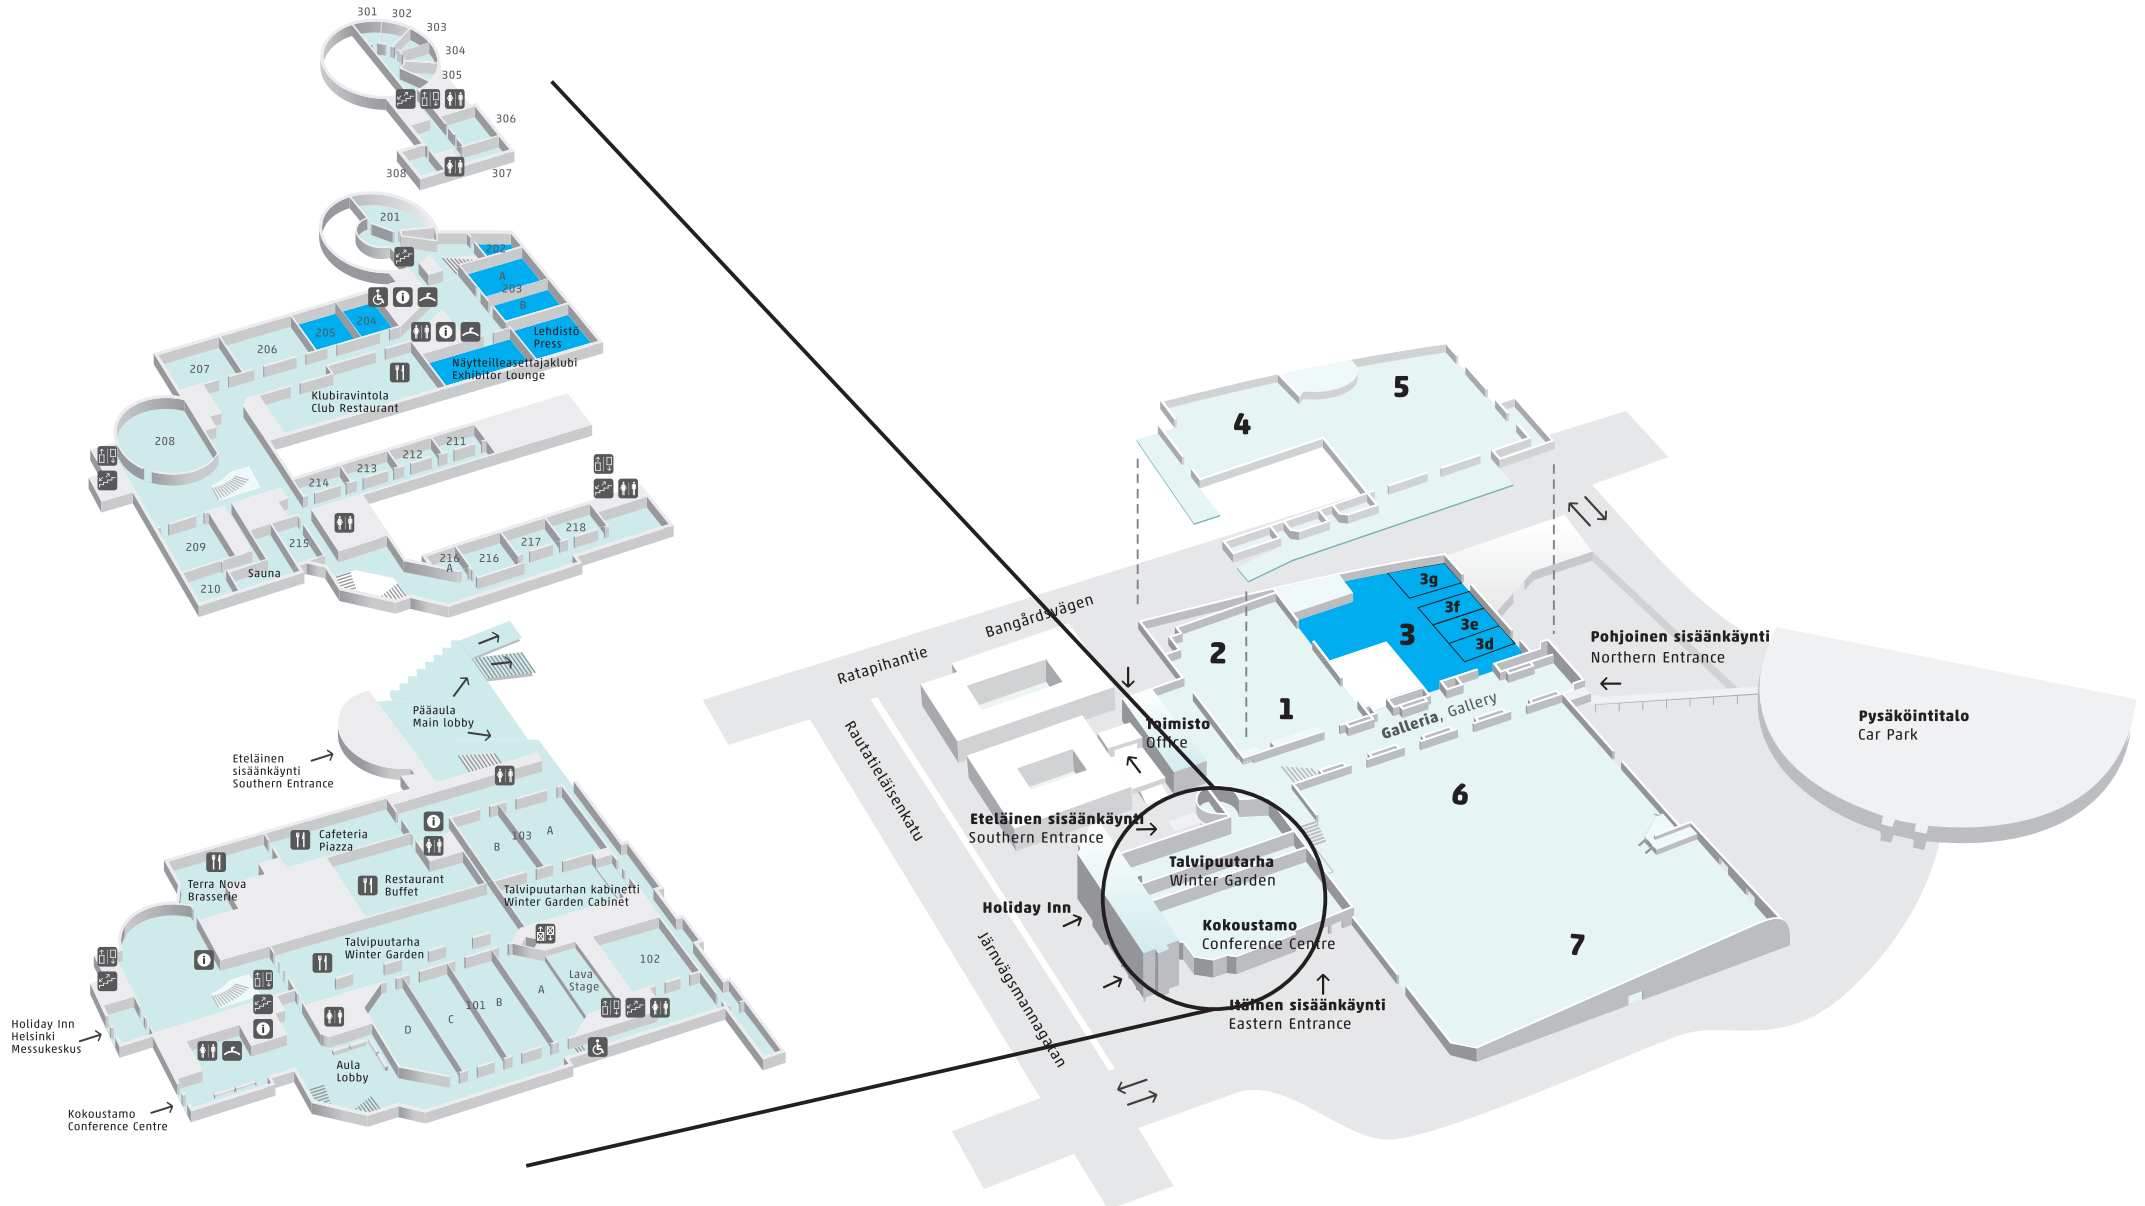 301
302
303
304
305
306
307
308
201
202
A
203
B
204
205
206
207
Lehdistö
Press
Näytteilleasettajaklubi
Exhibitor Lounge
Klubiravintola
Club Restaurant
208
211
212
213
214
209
215
210
Sauna
216
A
216
217
218
Pääaula
Main lobby
Eteläinen
sisäänkäynti
Southern Entrance
Cafeteria
Piazza
Terra Nova
Brasserie
Restaurant
Buffet
103
A
B
Talvipuutarhan kabinetti
Winter Garden Cabinet
Talvipuutarha
Winter Garden
102
Lava
Stage
101
A
B
C
D
Aula
Lobby
Holiday Inn
Helsinki
Messukeskus
Kokoustamo
Conference Centre
4
5
3g
3f
3e
3d
3
2
1
6
7
Galleria, Gallery
Pohjoinen sisäänkäynti
Northern Entrance
Pysäköintitalo
Car Park
Ratapihantie
Bangårdsvägen
Rautatieläisenkatu
Järnvägsmannagatan
Toimisto
Office
Eteläinen sisäänkäynti
Southern Entrance
Talvipuutarha
Winter Garden
Holiday Inn
Kokoustamo
Conference Centre
Itäinen sisäänkäynti
Eastern Entrance